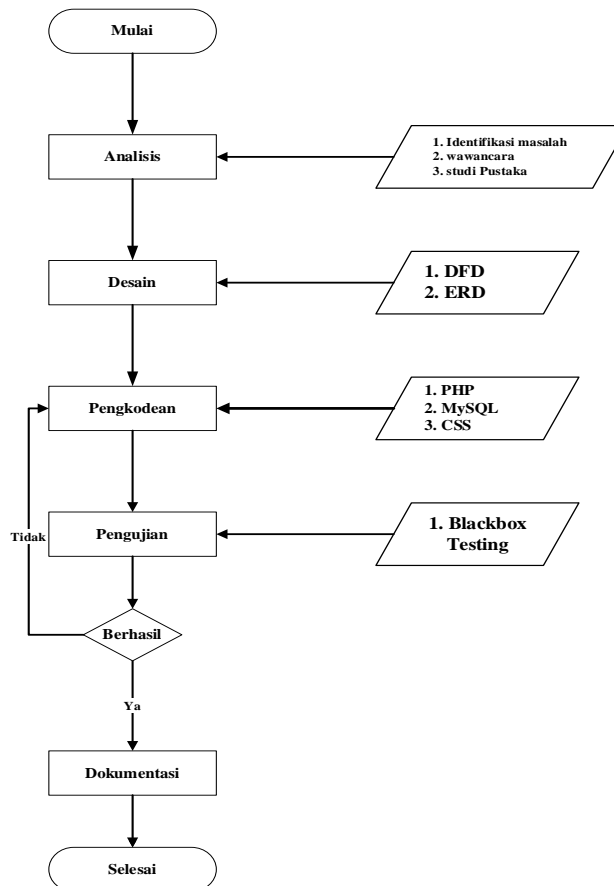 Mulai
Analisis
1. Identifikasi masalah
2. wawancara
3. studi Pustaka
Desain
1. DFD
2. ERD
Pengkodean
1. PHP
2. MySQL
3. CSS
Tidak
Pengujian
1. Blackbox
Testing
Berhasil
Ya
Dokumentasi
Selesai